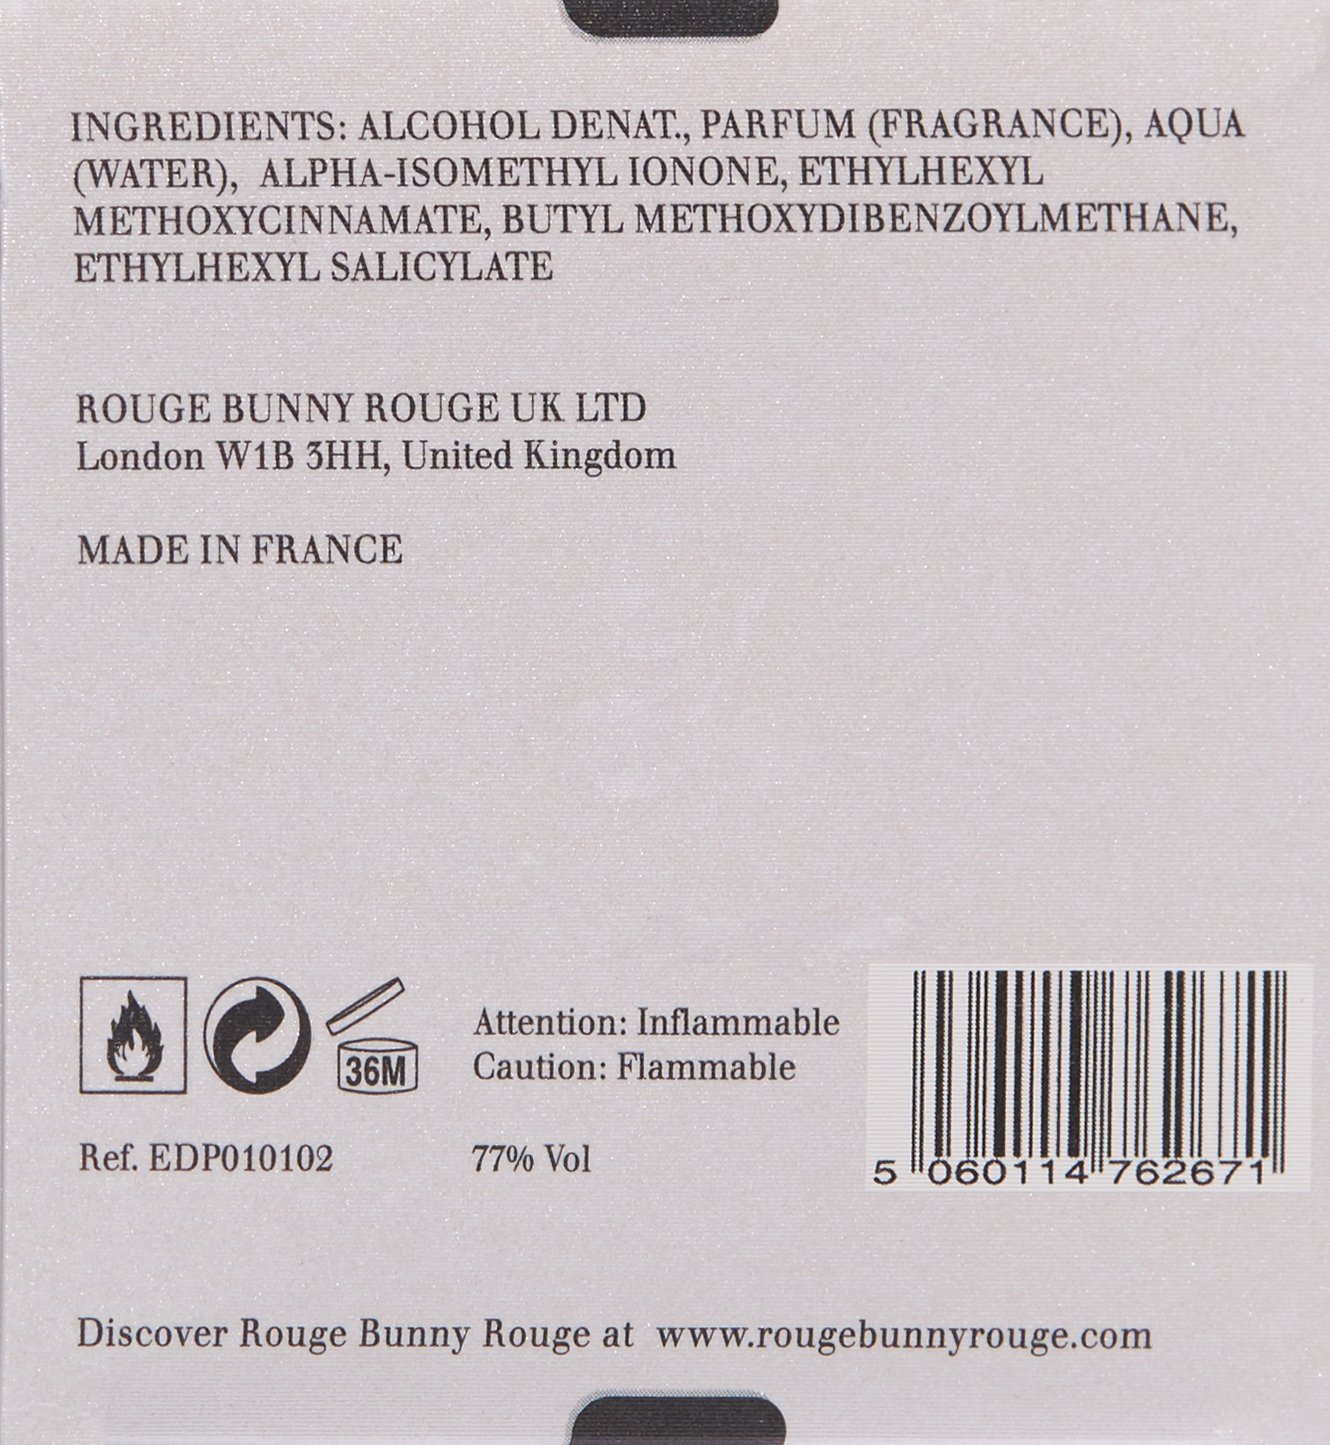 INGREDIENTS: ALCOHOL DENAT., PARFUM (FRAGRANCE), AQUA
(WATER), ALPHA-ISOMETHYL IONONE, ETHYLHEXYL
METHOXYCINNAMATE, BUTYL METHOXYDIBENZOYLMETHANE,
ETHYLHEXYL SALICYLATE
ROUGE BUNNY ROUGE UK LTD
London W1B 3HH, United Kingdom
MADE IN FRANCE
36M
Attention: Inflammable
Caution: Flammable
Ref. EDP010102
77% Vol
5 060114 762671
Discover Rouge Bunny Rouge at www.rougebunnyrouge.com